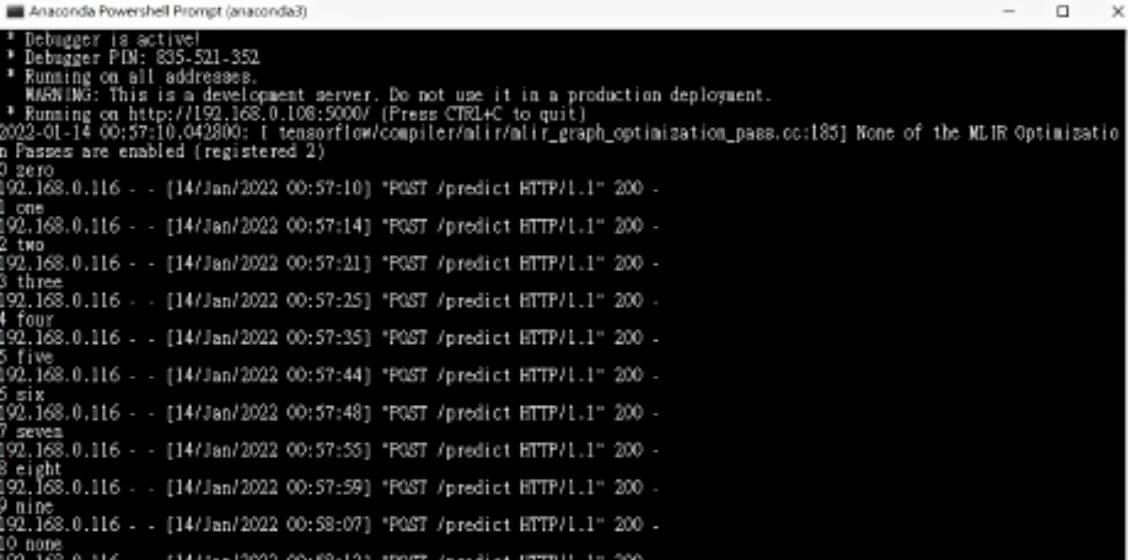 Anaconda Powershell Prompt (anaconda3)
* Debugger is active!
* Debugger PIN: 835-521-352
* Running on all addresses.
WARNING: This is a development server. Do not use it in a production deployment.
* Running on http://192.168.0.108:5000/ (Press CTRL+C to quit)
2022-01-14 00:57:10.042800: I tensorflow/compiler/mlir/mlir_graph_optimization_pass.cc:185] None of the MLIR Optimizatio
n Passes are enabled (registered 2)
0 zero
192.168.0.116 - - [14/Jan/2022 00:57:10] "POST /predict HTTP/1.1" 200 -
1 one
192.168.0.116 - - [14/Jan/2022 00:57:14] "POST /predict HTTP/1.1" 200 -
2 two
192.168.0.116 - - [14/Jan/2022 00:57:21] "POST /predict HTTP/1.1" 200 -
3 three
192.168.0.116 - - [14/Jan/2022 00:57:25] "POST /predict HTTP/1.1" 200 -
4 four
192.168.0.116 - - [14/Jan/2022 00:57:35] "POST /predict HTTP/1.1" 200 -
5 five
192.168.0.116 - - [14/Jan/2022 00:57:44] "POST /predict HTTP/1.1" 200 -
6 six
192.168.0.116 - - [14/Jan/2022 00:57:48] "POST /predict HTTP/1.1" 200 -
7 seven
192.168.0.116 - - [14/Jan/2022 00:57:55] "POST /predict HTTP/1.1" 200 -
8 eight
192.168.0.116 - - [14/Jan/2022 00:57:59] "POST /predict HTTP/1.1" 200 -
9 nine
192.168.0.116 - - [14/Jan/2022 00:58:07] "POST /predict HTTP/1.1" 200 -
10 none